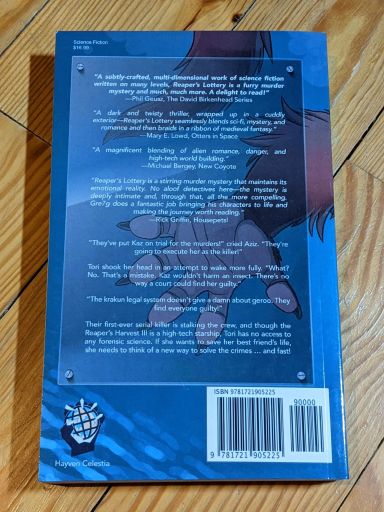 Science Fiction
$16.99
"A subtly-crafted, multi-dimensional work of science fiction
written on many levels, Reaper's Lottery is a furry murder
mystery and much, much more. A delight to read!"
—Phil Geusz, The David Birkenhead Series
"A dark and twisty thriller, wrapped up in a cuddly
exterior—Reaper's Lottery seamlessly blends sci-fi, mystery, and
romance and then braids in a ribbon of medieval fantasy."
—Mary E. Lowd, Otters in Space
"A magnificent blending of alien romance, danger, and
high-tech world building."
—Michael Bergey, New Coyote
"Reaper's Lottery is a stirring murder mystery that maintains its
emotional reality. No aloof detectives here—the mystery is
deeply intimate and, through that, all the more compelling.
Gre7g does a fantastic job bringing his characters to life and
making the journey worth reading."
—Rick Griffin, Housepets!
"They've put Kaz on trial for the murders!" cried Aziz. "They're
going to execute her as the killer!"
Tori shook her head in an attempt to wake more fully. "What?
No. That's a mistake. Kaz wouldn't harm an insect. There's no
way a court could find her guilty."
"The krakun legal system doesn't give a damn about geroo. They
find everyone guilty!"
Their first-ever serial killer is stalking the crew, and though the
Reaper's Harvest III is a high-tech starship, Tori has no access to
any forensic science. If she wants to save her best friend's life,
she needs to think of a new way to solve the crimes … and fast!
ISBN 9781721905225
90000
9 781721 905225
Hayven Celestia